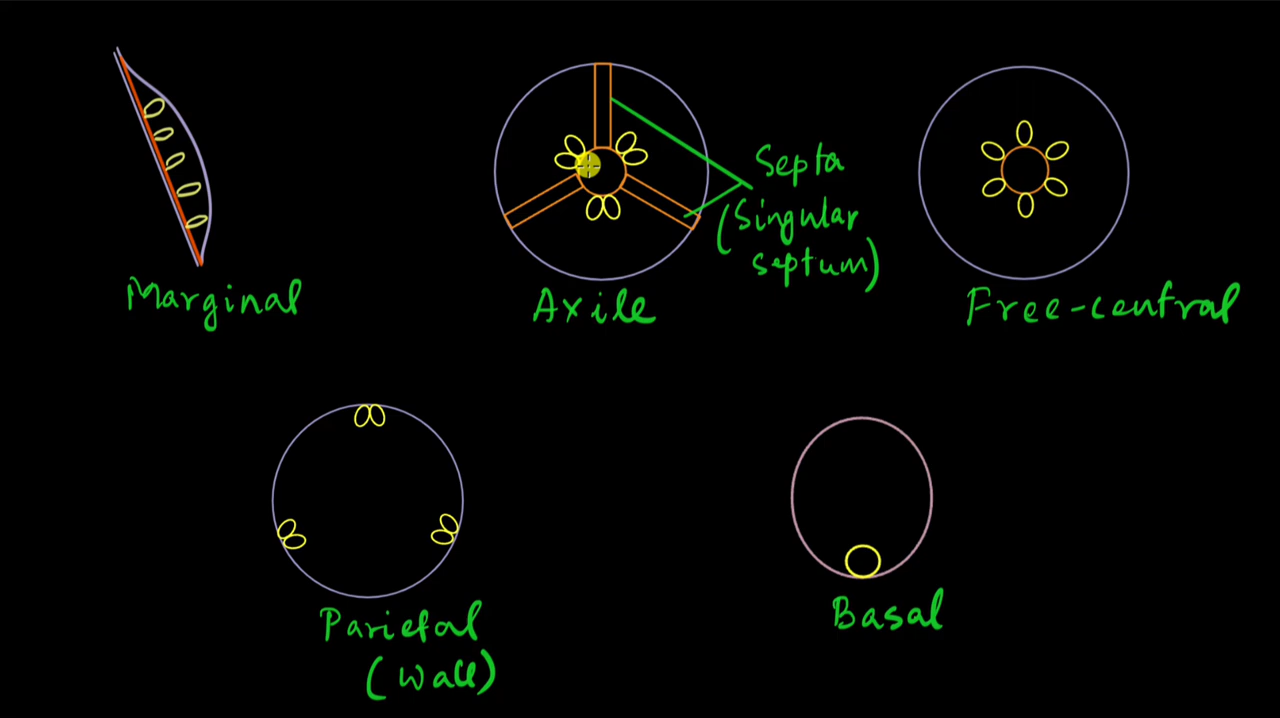 Marginal
Axile
Septa
(Singular
septum)
Free-central
Parietal
(Wall)
Basal